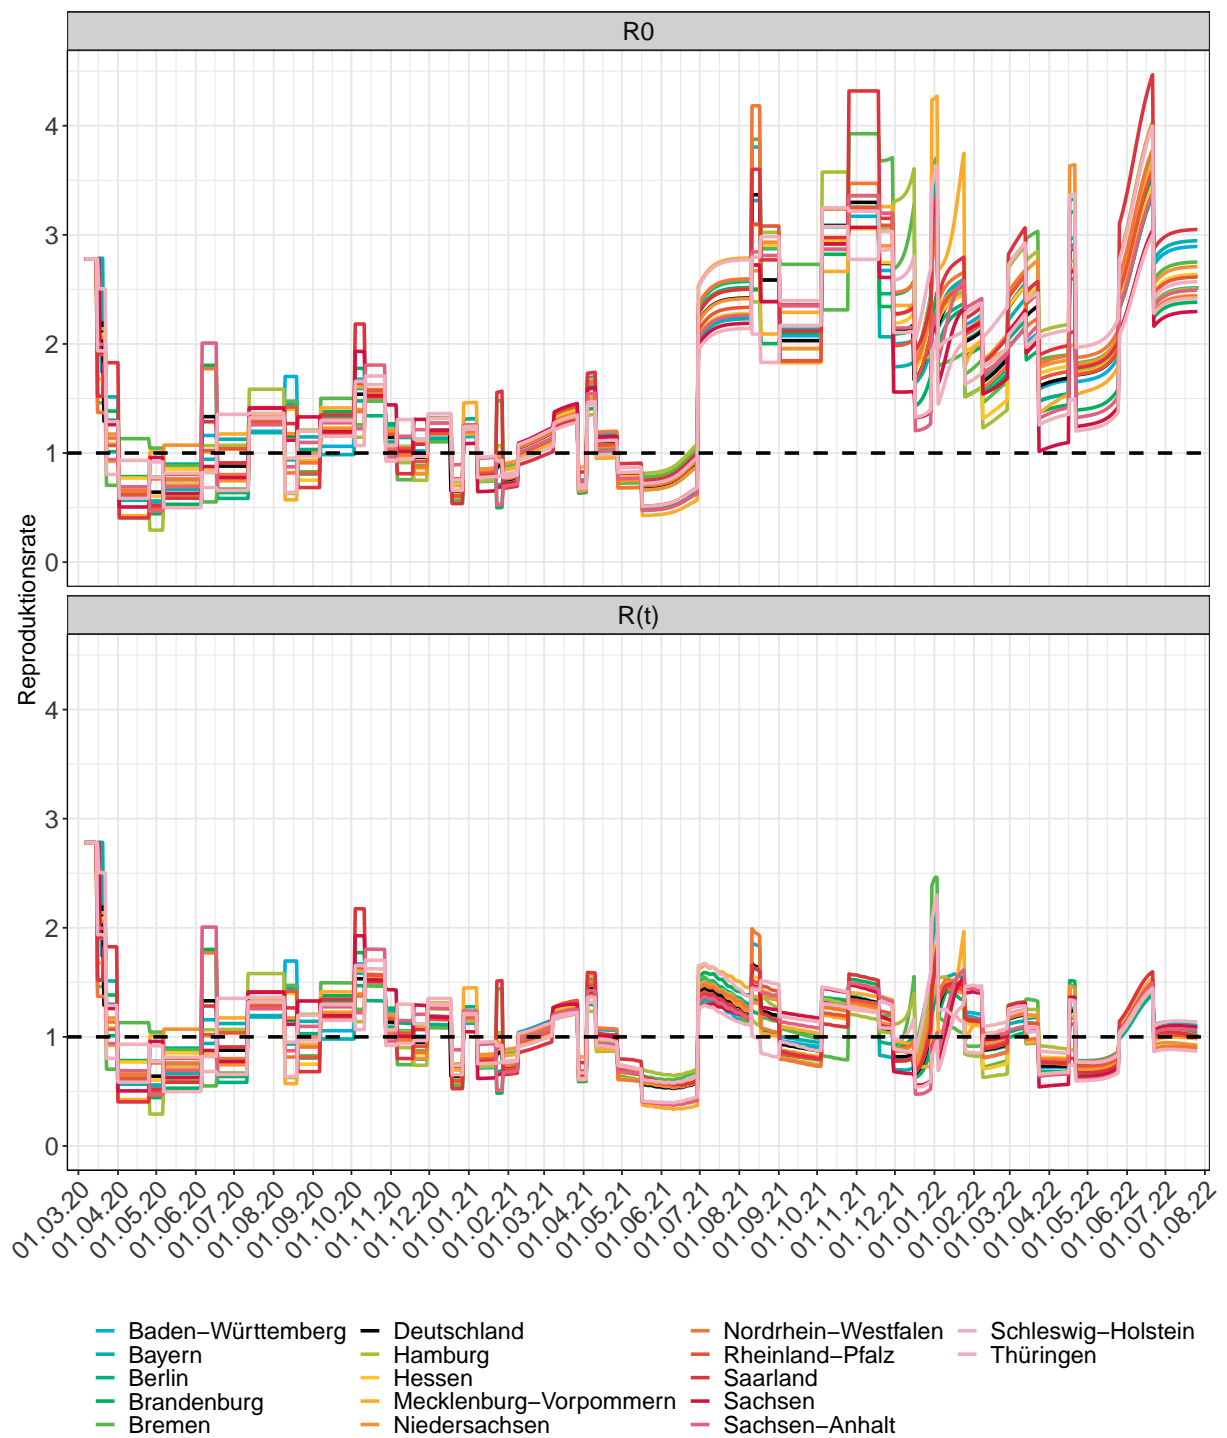 R0
4
3
2
1
0
Reproduktionsrate
R(t)
4
3
2
1
0
01.03.20
01.04.20
01.05.20
01.06.20
01.07.20
01.08.20
01.09.20
01.10.20
01.11.20
01.12.20
01.01.21
01.02.21
01.03.21
01.04.21
01.05.21
01.06.21
01.07.21
01.08.21
01.09.21
01.10.21
01.11.21
01.12.21
01.01.22
01.02.22
01.03.22
01.04.22
01.05.22
01.06.22
01.07.22
01.08.22
Baden−Württemberg
Bayern
Berlin
Brandenburg
Bremen
Deutschland
Hamburg
Hessen
Mecklenburg−Vorpommern
Niedersachsen
Nordrhein−Westfalen
Rheinland−Pfalz
Saarland
Sachsen
Sachsen−Anhalt
Schleswig−Holstein
Thüringen